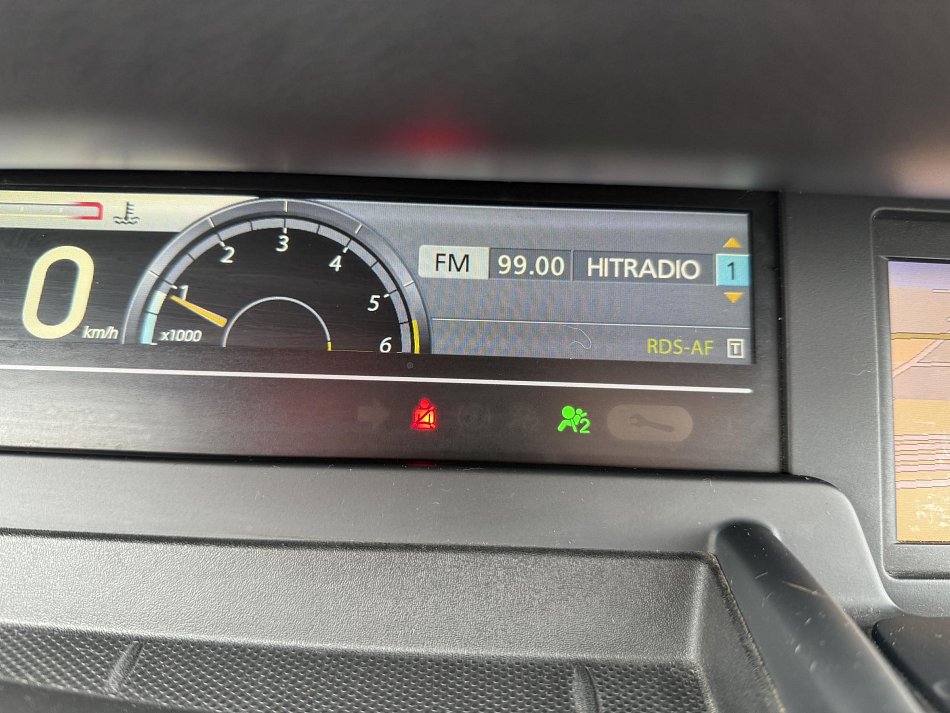 0 km/h
1 2 3 4 5 6
x1000
FM 99.00 HITRADIO 1
RDS-AF T
2